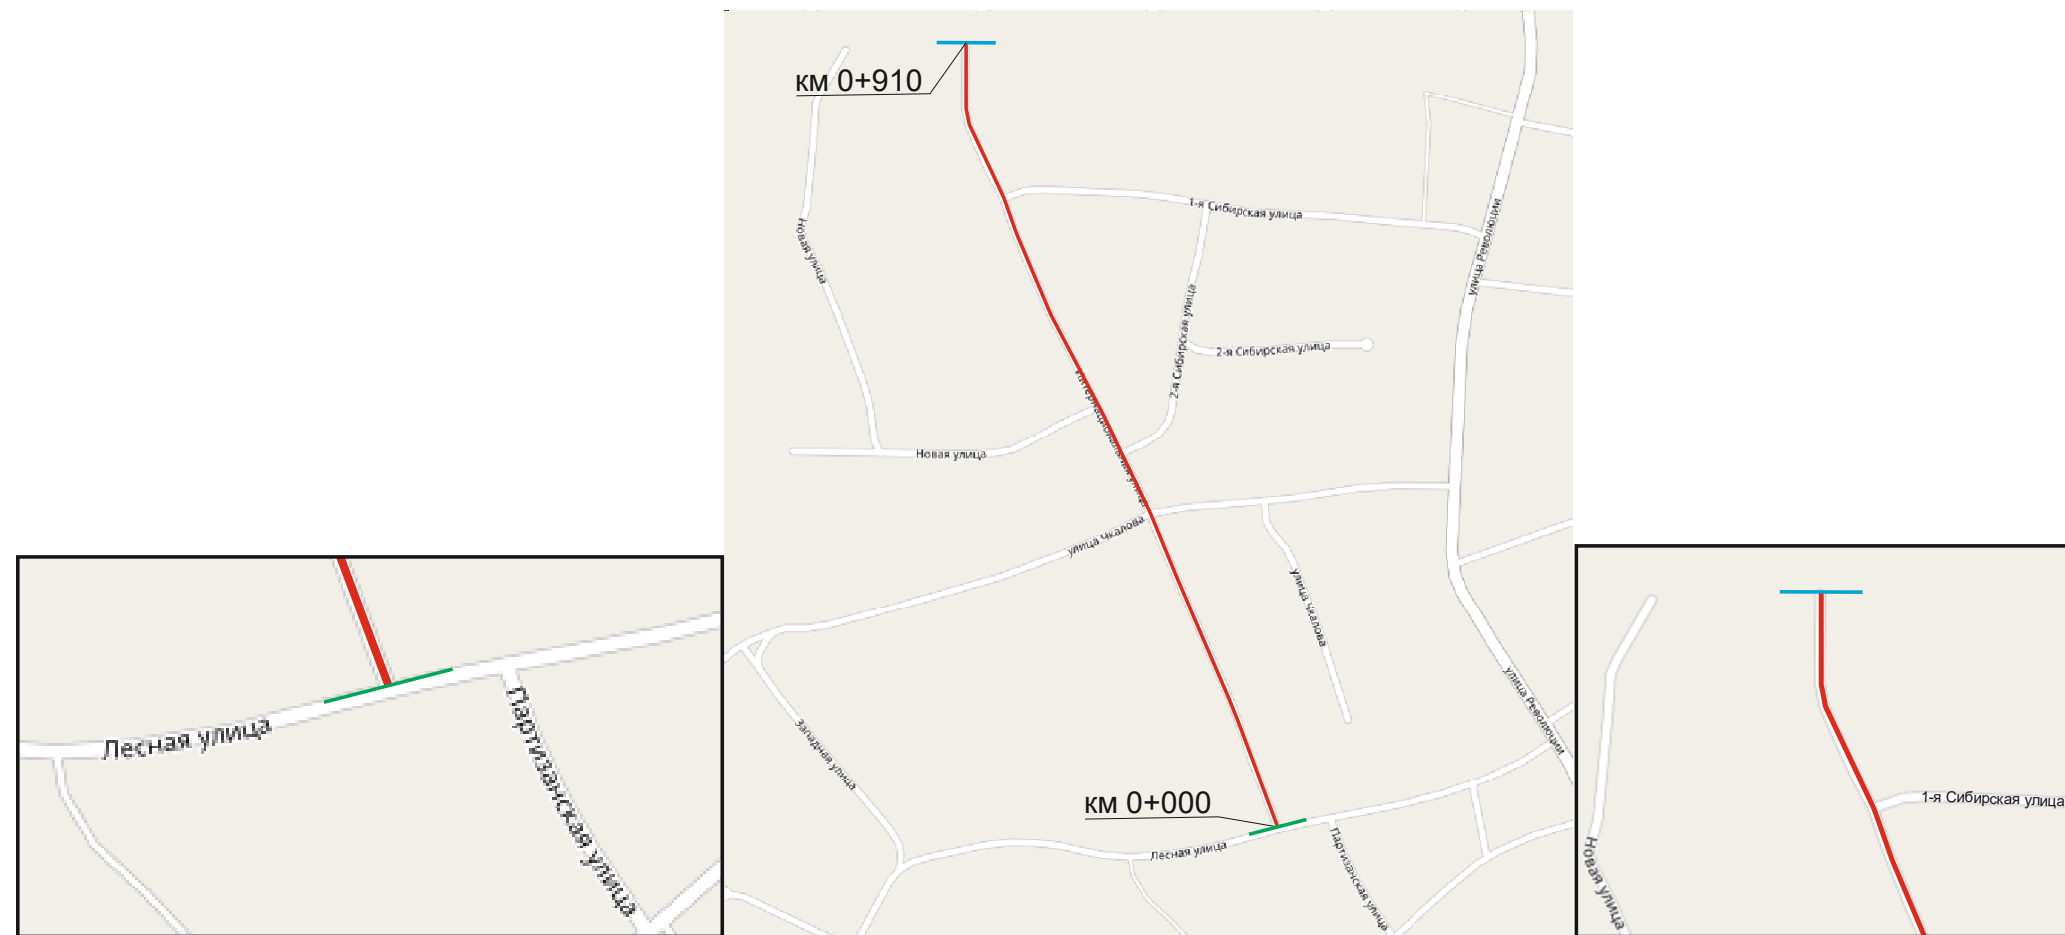 км 0+910
1-я Сибирская улица
улица Революции
Новая улица
2-я Сибирская улица
2-я Сибирская улица
Интернациональная улица
Новая улица
улица Чкалова
улица Чкалова
улица Революции
Западная улица
км 0+000
Лесная улица
Партизанская улица
Лесная улица
Партизанская улица
1-я Сибирская улица
Новая улица